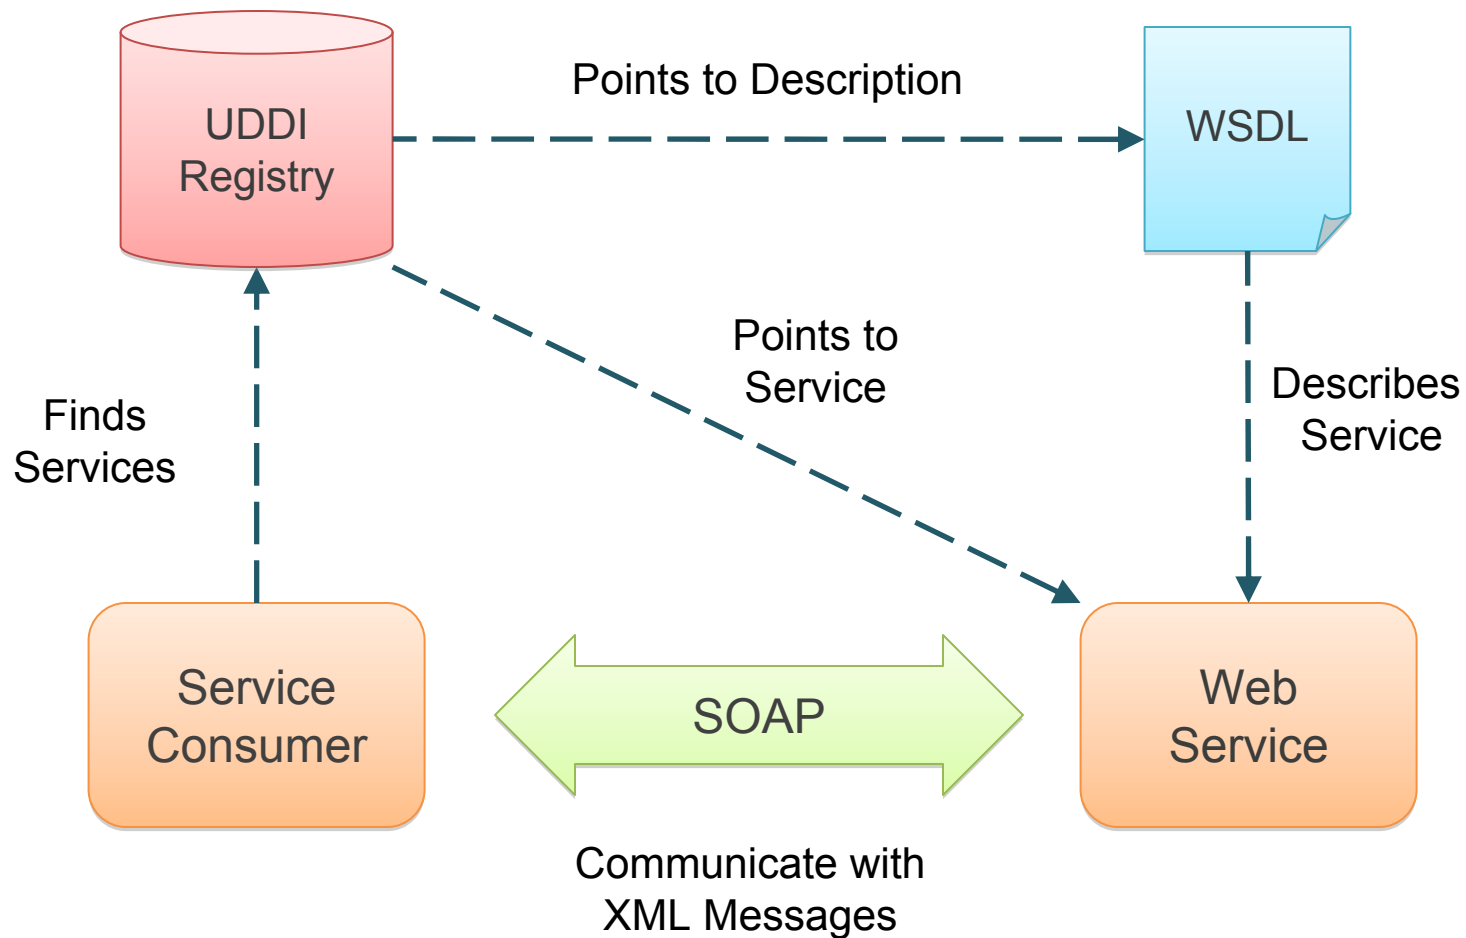 Points to Description
UDDI
Registry
WSDL
Points to
Service
Describes
Service
Finds
Services
Service
Consumer
SOAP
Web
Service
Communicate with
XML Messages